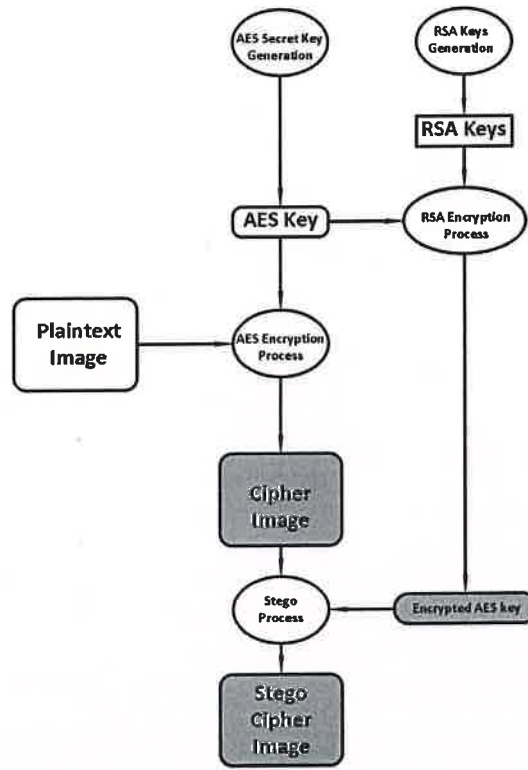 AES Secret Key
Generation
RSA Keys
Generation
RSA Keys
AES Key
RSA Encryption
Process
Plaintext
Image
AES Encryption
Process
Cipher
Image
Stego
Process
Encrypted AES key
Stego
Cipher
Image